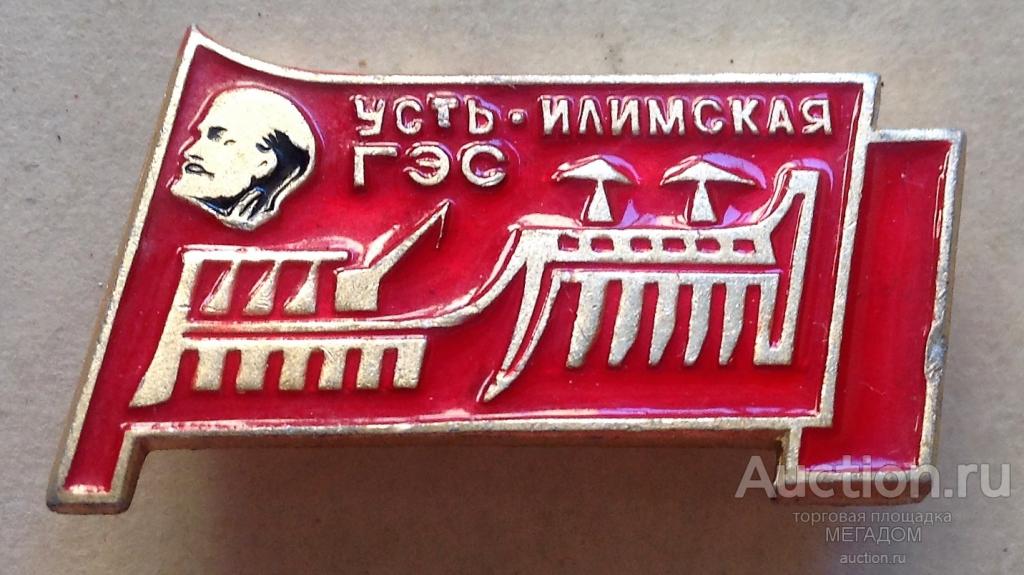 УСТЬ·ИЛИМСКАЯ
ГЭС
Auction.ru
торговая площадка
МЕГАДОМ
auction.ru